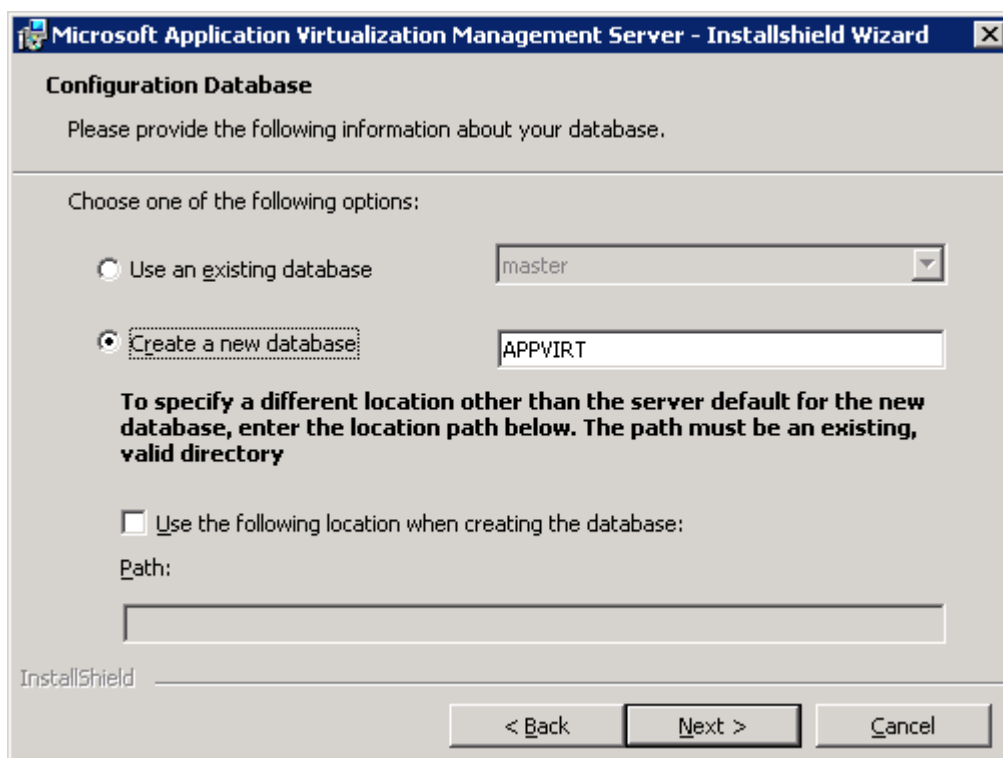 Microsoft Application Virtualization Management Server - Installshield Wizard
Configuration Database
Please provide the following information about your database.
Choose one of the following options:
Use an existing database
master
Create a new database
APPVIRT
To specify a different location other than the server default for the new
database, enter the location path below. The path must be an existing,
valid directory
Use the following location when creating the database:
Path:
InstallShield
< Back
Next >
Cancel